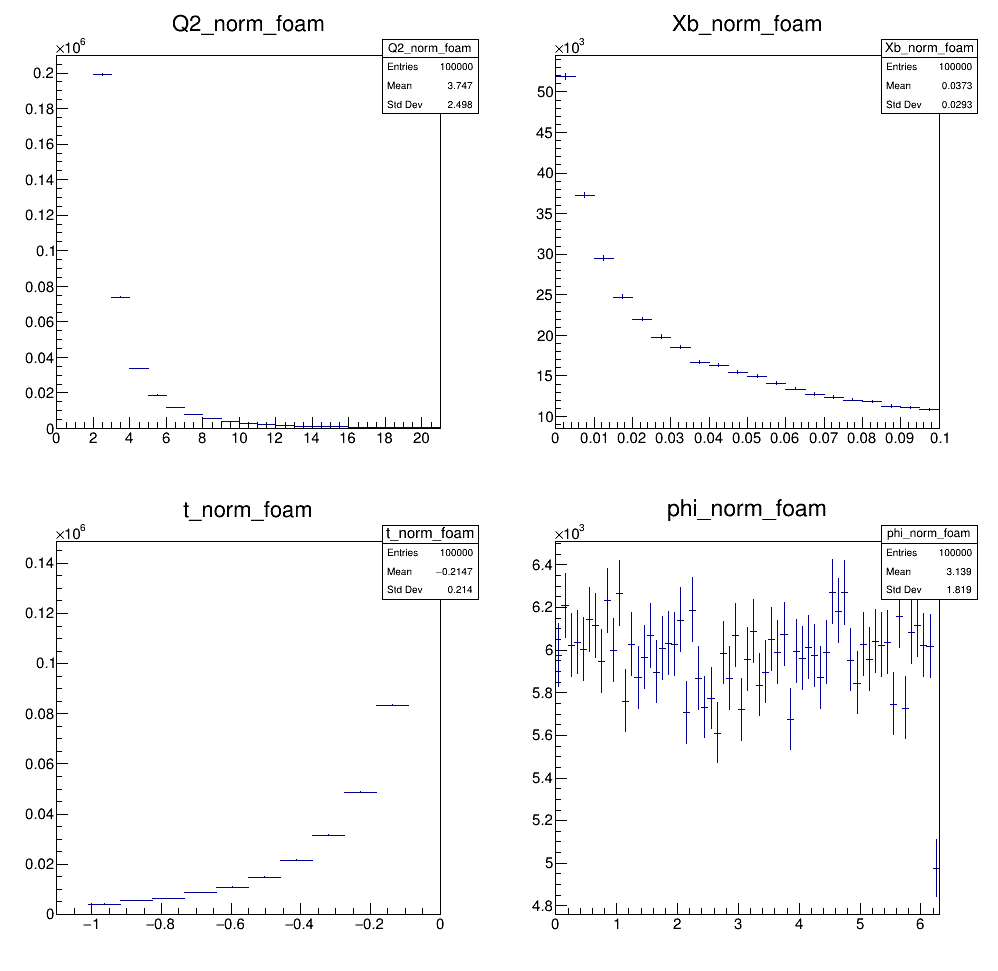 Q2_norm_foam
×10⁶
Q2_norm_foam
Entries 100000
Mean 3.747
Std Dev 2.498
0.2
0.18
0.16
0.14
0.12
0.1
0.08
0.06
0.04
0.02
0
0 2 4 6 8 10 12 14 16 18 20
Xb_norm_foam
×10³
Xb_norm_foam
Entries 100000
Mean 0.0373
Std Dev 0.0293
50
45
40
35
30
25
20
15
10
0 0.01 0.02 0.03 0.04 0.05 0.06 0.07 0.08 0.09 0.1
t_norm_foam
×10⁶
t_norm_foam
Entries 100000
Mean −0.2147
Std Dev 0.214
0.14
0.12
0.1
0.08
0.06
0.04
0.02
0
−1 −0.8 −0.6 −0.4 −0.2 0
phi_norm_foam
×10³
phi_norm_foam
Entries 100000
Mean 3.139
Std Dev 1.819
6.4
6.2
6
5.8
5.6
5.4
5.2
5
4.8
0 1 2 3 4 5 6